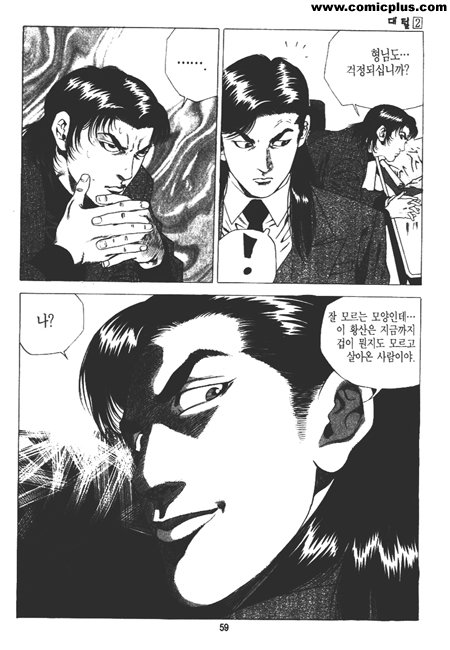 www.comicplus.com
대털 2
·······
형님도···
걱정되십니까?
!
나?
잘 모르는 모양인데···
이 황산은 지금까지
겁이 뭔지도 모르고
살아온 사람이야.
59